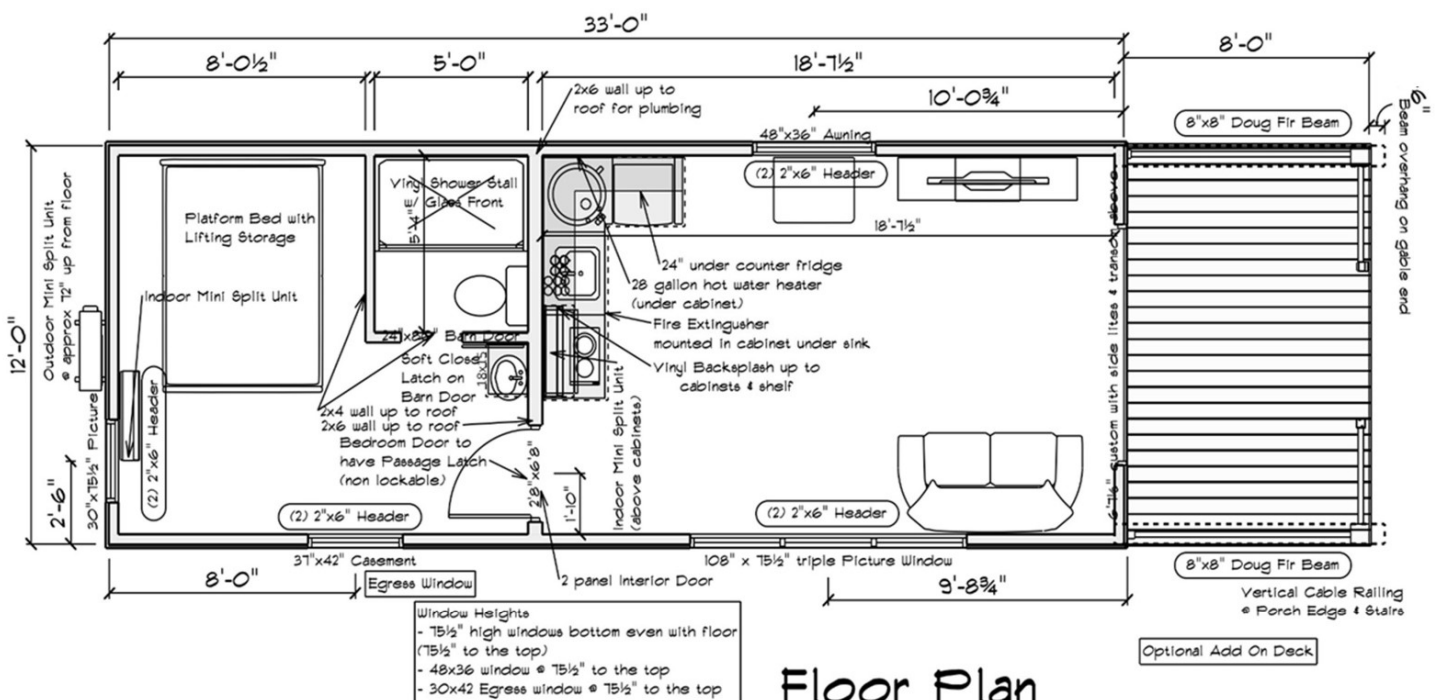 33'-0"
8'-0"
8'-0½"
5'-0"
18'-7½"
10'-0¾"
6"
Beam overhang on gable end
2x6 wall up to
roof for plumbing
48"x36" Awning
(2) 2"x6" Header
8"x8" Doug Fir Beam
12'-0"
Outdoor Mini Split Unit
@ approx 72" up from floor
Platform Bed with
Lifting Storage
Indoor Mini Split Unit
Vinyl Shower Stall
w/ Glass Front
5'-4"
18'-7½"
24" under counter fridge
28 gallon hot water heater
(under cabinet)
Fire Extingusher
mounted in cabinet under sink
Vinyl Backsplash up to
cabinets & shelf
Barn Door
Soft Close
Latch on
Barn Door
18x15
2x4 wall up to roof
2x6 wall up to roof
Bedroom Door to
have Passage Latch
(non lockable)
2'8"x6'8"
1'-10"
Indoor Mini Split Unit
(above cabinets)
custom with side lites & transom above
2'-6"
30"x75½" Picture
(2) 2"x6" Header
(2) 2"x6" Header
(2) 2"x6" Header
37"x42" Casement
Egress Window
2 panel Interior Door
108" x 75½" triple Picture Window
8'-0"
9'-8¾"
8"x8" Doug Fir Beam
Vertical Cable Railing
@ Porch Edge & Stairs
Optional Add On Deck
Window Heights
- 75½" high windows bottom even with floor
(75½" to the top)
- 48x36 window @ 75½" to the top
- 30x42 Egress window @ 75½" to the top
Floor Plan